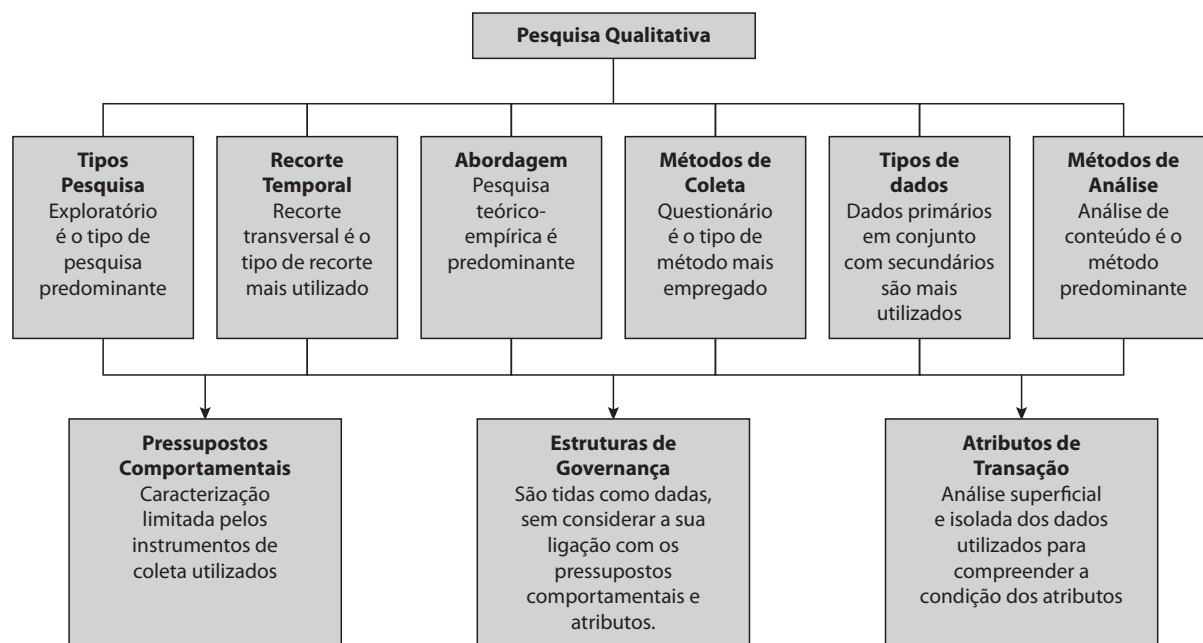 Pesquisa Qualitativa
Tipos
Pesquisa
Exploratório
é o tipo de
pesquisa
predominante
Recorte
Temporal
Recorte
transversal é o
tipo de recorte
mais utilizado
Abordagem
Pesquisa
teórico-
empírica é
predominante
Métodos de
Coleta
Questionário
é o tipo de
método mais
empregado
Tipos de
dados
Dados primários
em conjunto
com secundários
são mais
utilizados
Métodos de
Análise
Análise de
conteúdo é o
método
predominante
Pressupostos
Comportamentais
Caracterização
limitada pelos
instrumentos de
coleta utilizados
Estruturas de
Governança
São tidas como dadas,
sem considerar a sua
ligação com os
pressupostos
comportamentais e
atributos.
Atributos de
Transação
Análise superficial
e isolada dos dados
utilizados para
compreender a
condição dos atributos